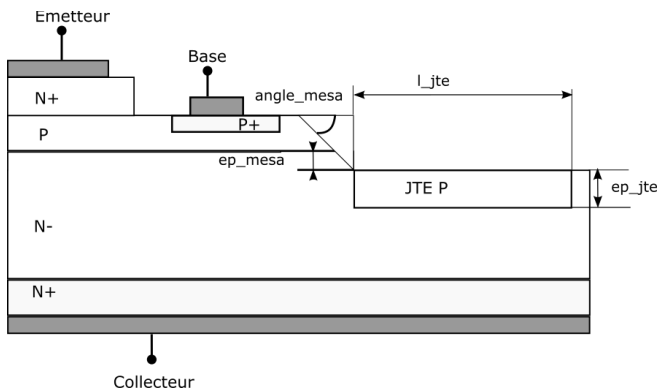 Emetteur
Base
l_jte
N+
angle_mesa
P+
P
ep_mesa
JTE P
ep_jte
N-
N+
Collecteur